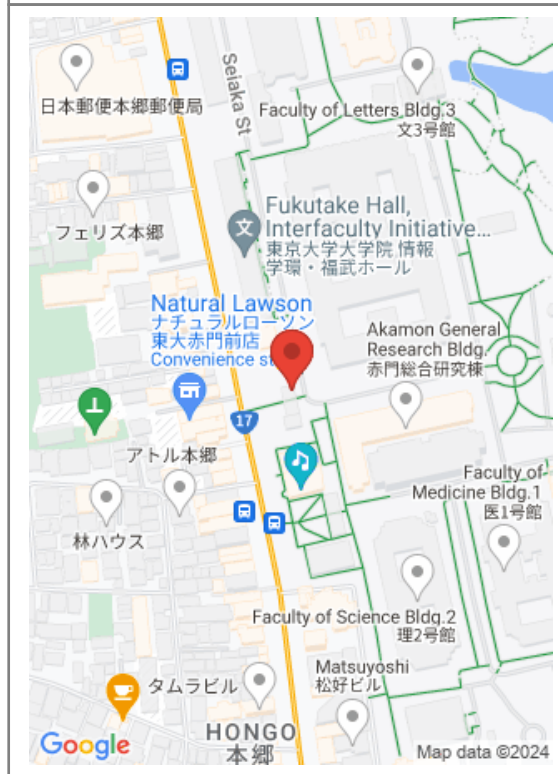 Seiaka St
日本郵便本郷郵便局
Faculty of Letters Bldg.3
文3号館
フェリズ本郷
文
Fukutake Hall,
Interfaculty Initiative...
東京大学大学院 情報
学環・福武ホール
Natural Lawson
ナチュラルローソン
東大赤門前店
Convenience st
Akamon General
Research Bldg.
赤門総合研究棟
17
アトル本郷
Faculty of
Medicine Bldg.1
医1号館
林ハウス
Faculty of Science Bldg.2
理2号館
タムラビル
Matsuyoshi
松好ビル
HONGO
本郷
Google
Map data ©2024